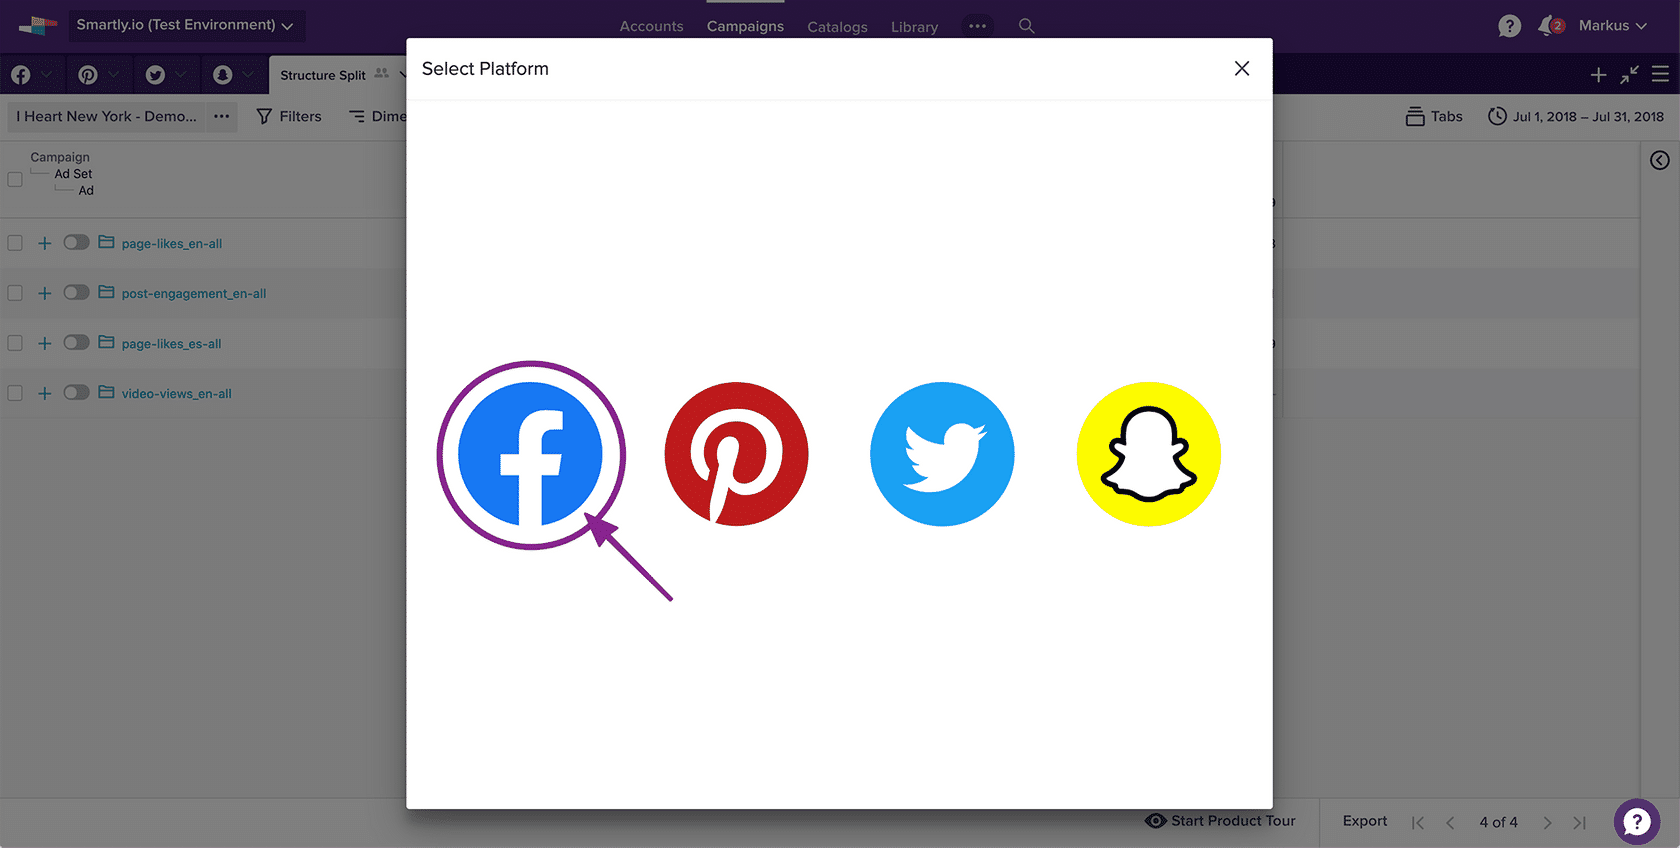 Smartly.io (Test Environment)
Accounts
Campaigns
Catalogs
Library
2
Markus
Structure Split
Select Platform
I Heart New York - Demo...
Filters
Dime
Tabs
Jul 1, 2018 – Jul 31, 2018
Campaign
Ad Set
Ad
page-likes_en-all
post-engagement_en-all
page-likes_es-all
video-views_en-all
Start Product Tour
Export
4 of 4